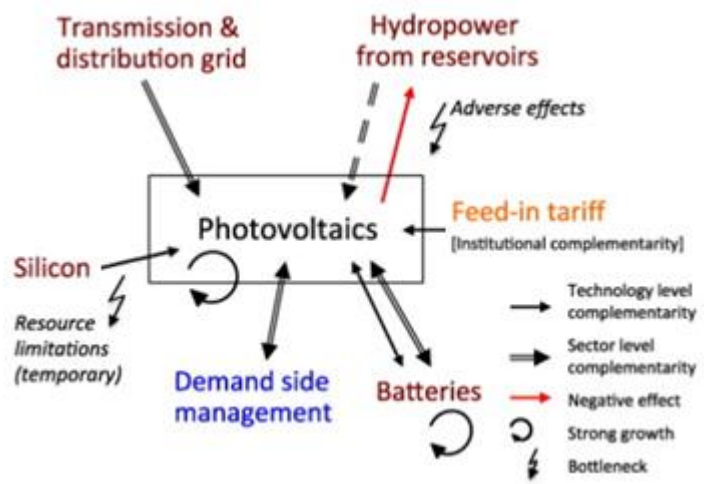 Transmission &
distribution grid
Hydropower
from reservoirs
Adverse effects
Photovoltaics
Feed-in tariff
[Institutional complementarity]
Silicon
Resource
limitations
(temporary)
Demand side
management
Batteries
Technology level
complementarity
Sector level
complementarity
Negative effect
Strong growth
Bottleneck